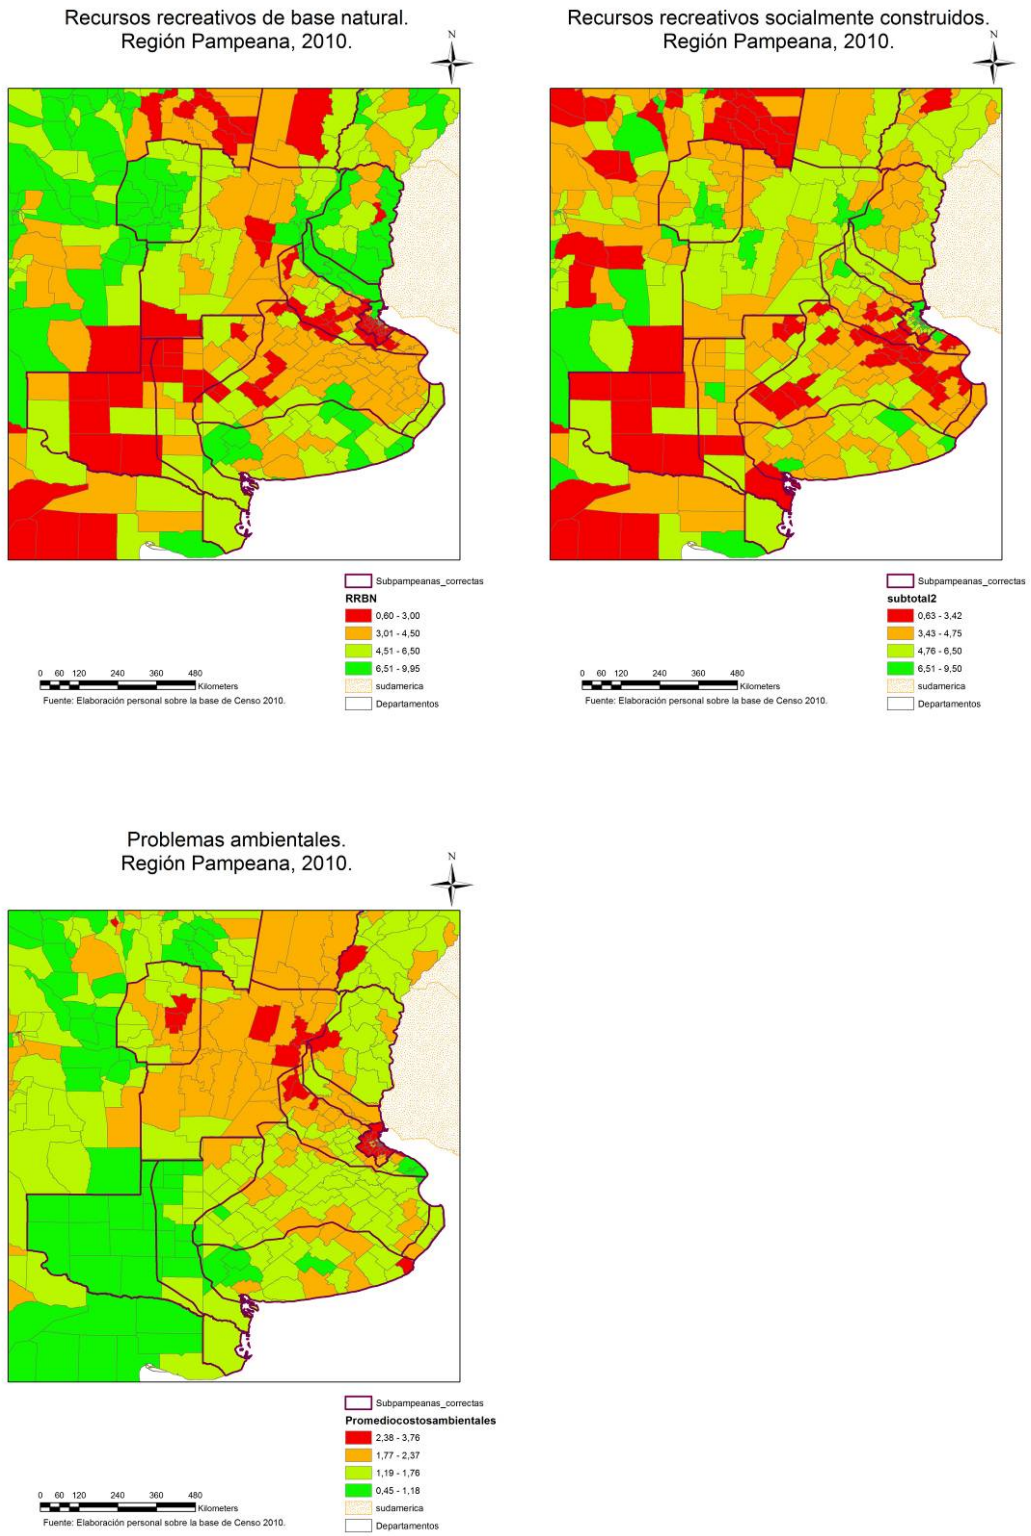 Recursos recreativos de base natural.
Región Pampeana, 2010.
N
Subpampeanas_correctas
RRBN
0,60 - 3,00
3,01 - 4,50
4,51 - 6,50
6,51 - 9,95
sudamerica
Departamentos
0 60 120 240 360 480
Kilometers
Fuente: Elaboración personal sobre la base de Censo 2010.
Recursos recreativos socialmente construidos.
Región Pampeana, 2010.
N
Subpampeanas_correctas
subtotal2
0,63 - 3,42
3,43 - 4,75
4,76 - 6,50
6,51 - 9,50
sudamerica
Departamentos
0 60 120 240 360 480
Kilometers
Fuente: Elaboración personal sobre la base de Censo 2010.
Problemas ambientales.
Región Pampeana, 2010.
N
Subpampeanas_correctas
Promediocostosambientales
2,38 - 3,76
1,77 - 2,37
1,19 - 1,76
0,45 - 1,18
sudamerica
Departamentos
0 60 120 240 360 480
Kilometers
Fuente: Elaboración personal sobre la base de Censo 2010.